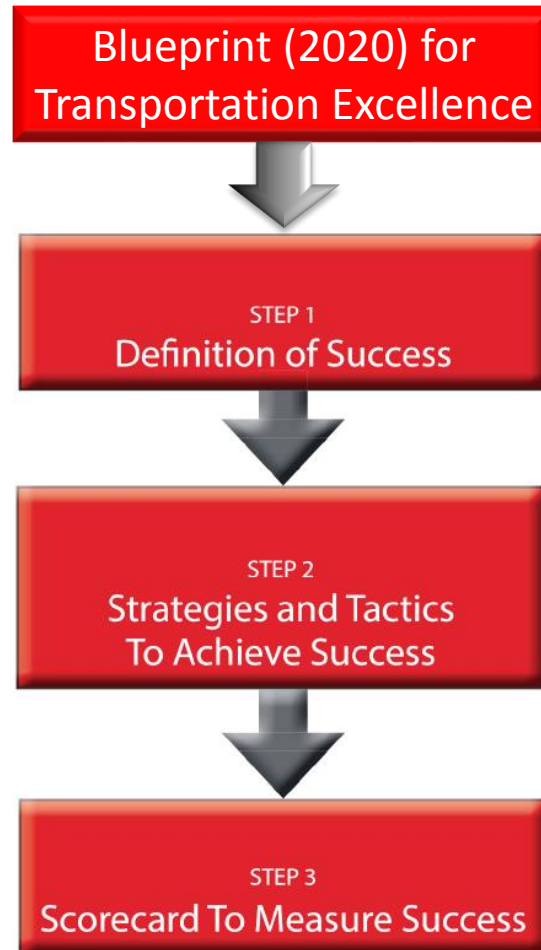 Blueprint (2020) for
Transportation Excellence
STEP 1
Definition of Success
STEP 2
Strategies and Tactics
To Achieve Success
STEP 3
Scorecard To Measure Success